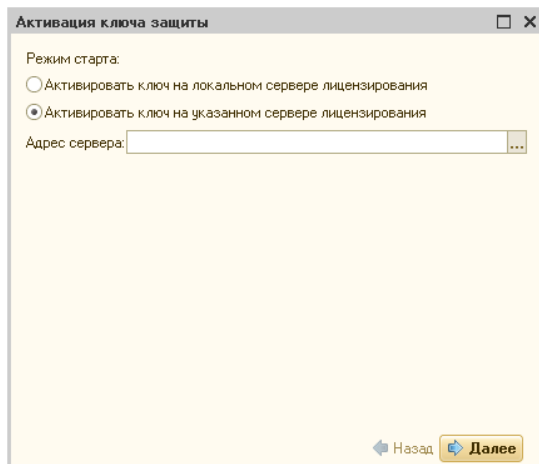 Активация ключа защиты
Режим старта:
Активировать ключ на локальном сервере лицензирования
Активировать ключ на указанном сервере лицензирования
Адрес сервера:
...
Назад Далее